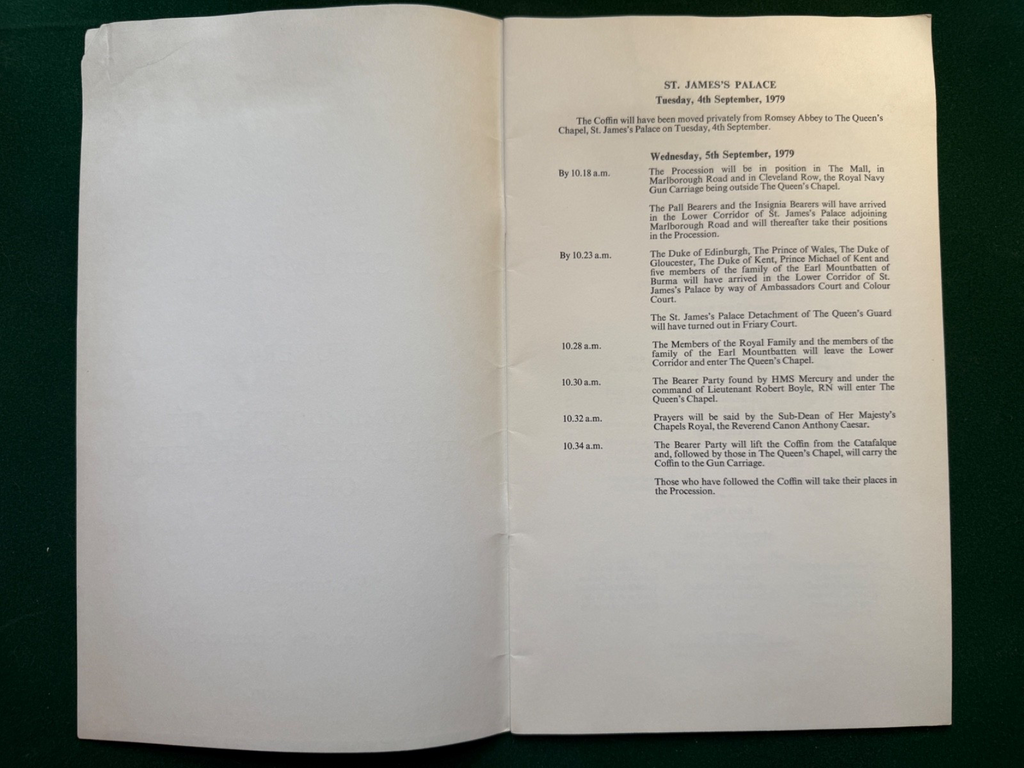 ST. JAMES'S PALACE
Tuesday, 4th September, 1979
The Coffin will have been moved privately from Romsey Abbey to The Queen's
Chapel, St. James's Palace on Tuesday, 4th September.
Wednesday, 5th September, 1979
By 10.18 a.m. The Procession will be in position in The Mall, in
Marlborough Road and in Cleveland Row, the Royal Navy
Gun Carriage being outside The Queen's Chapel.
The Pall Bearers and the Insignia Bearers will have arrived
in the Lower Corridor of St. James's Palace adjoining
Marlborough Road and will thereafter take their positions
in the Procession.
By 10.23 a.m. The Duke of Edinburgh, The Prince of Wales, The Duke of
Gloucester, The Duke of Kent, Prince Michael of Kent and
five members of the family of the Earl Mountbatten of
Burma will have arrived in the Lower Corridor of St.
James's Palace by way of Ambassadors Court and Colour
Court.
The St. James's Palace Detachment of The Queen's Guard
will have turned out in Friary Court.
10.28 a.m. The Members of the Royal Family and the members of the
family of the Earl Mountbatten will leave the Lower
Corridor and enter The Queen's Chapel.
10.30 a.m. The Bearer Party found by HMS Mercury and under the
command of Lieutenant Robert Boyle, RN will enter The
Queen's Chapel.
10.32 a.m. Prayers will be said by the Sub-Dean of Her Majesty's
Chapels Royal, the Reverend Canon Anthony Caesar.
10.34 a.m. The Bearer Party will lift the Coffin from the Catafalque
and, followed by those in The Queen's Chapel, will carry the
Coffin to the Gun Carriage.
Those who have followed the Coffin will take their places in
the Procession.